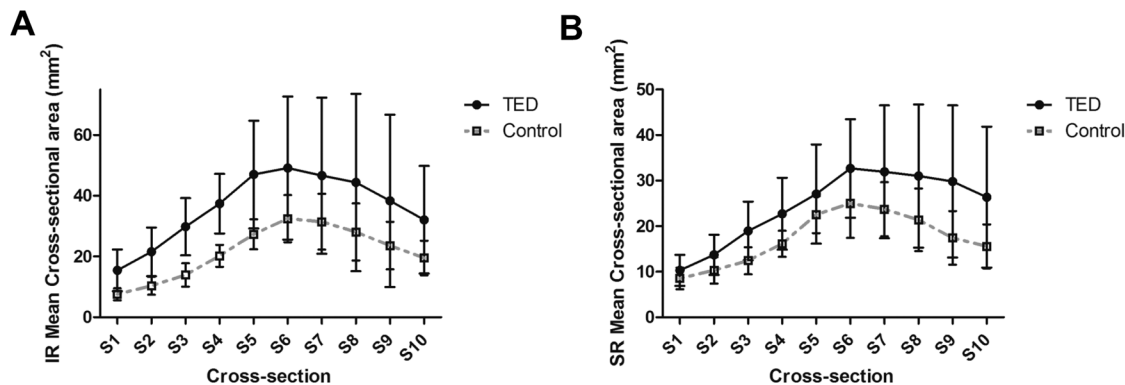 A
IR Mean Cross-sectional area (mm²)
60
40
20
0
S1 S2 S3 S4 S5 S6 S7 S8 S9 S10
Cross-section
TED
Control
B
SR Mean Cross-sectional area (mm²)
50
40
30
20
10
0
S1 S2 S3 S4 S5 S6 S7 S8 S9 S10
Cross-section
TED
Control